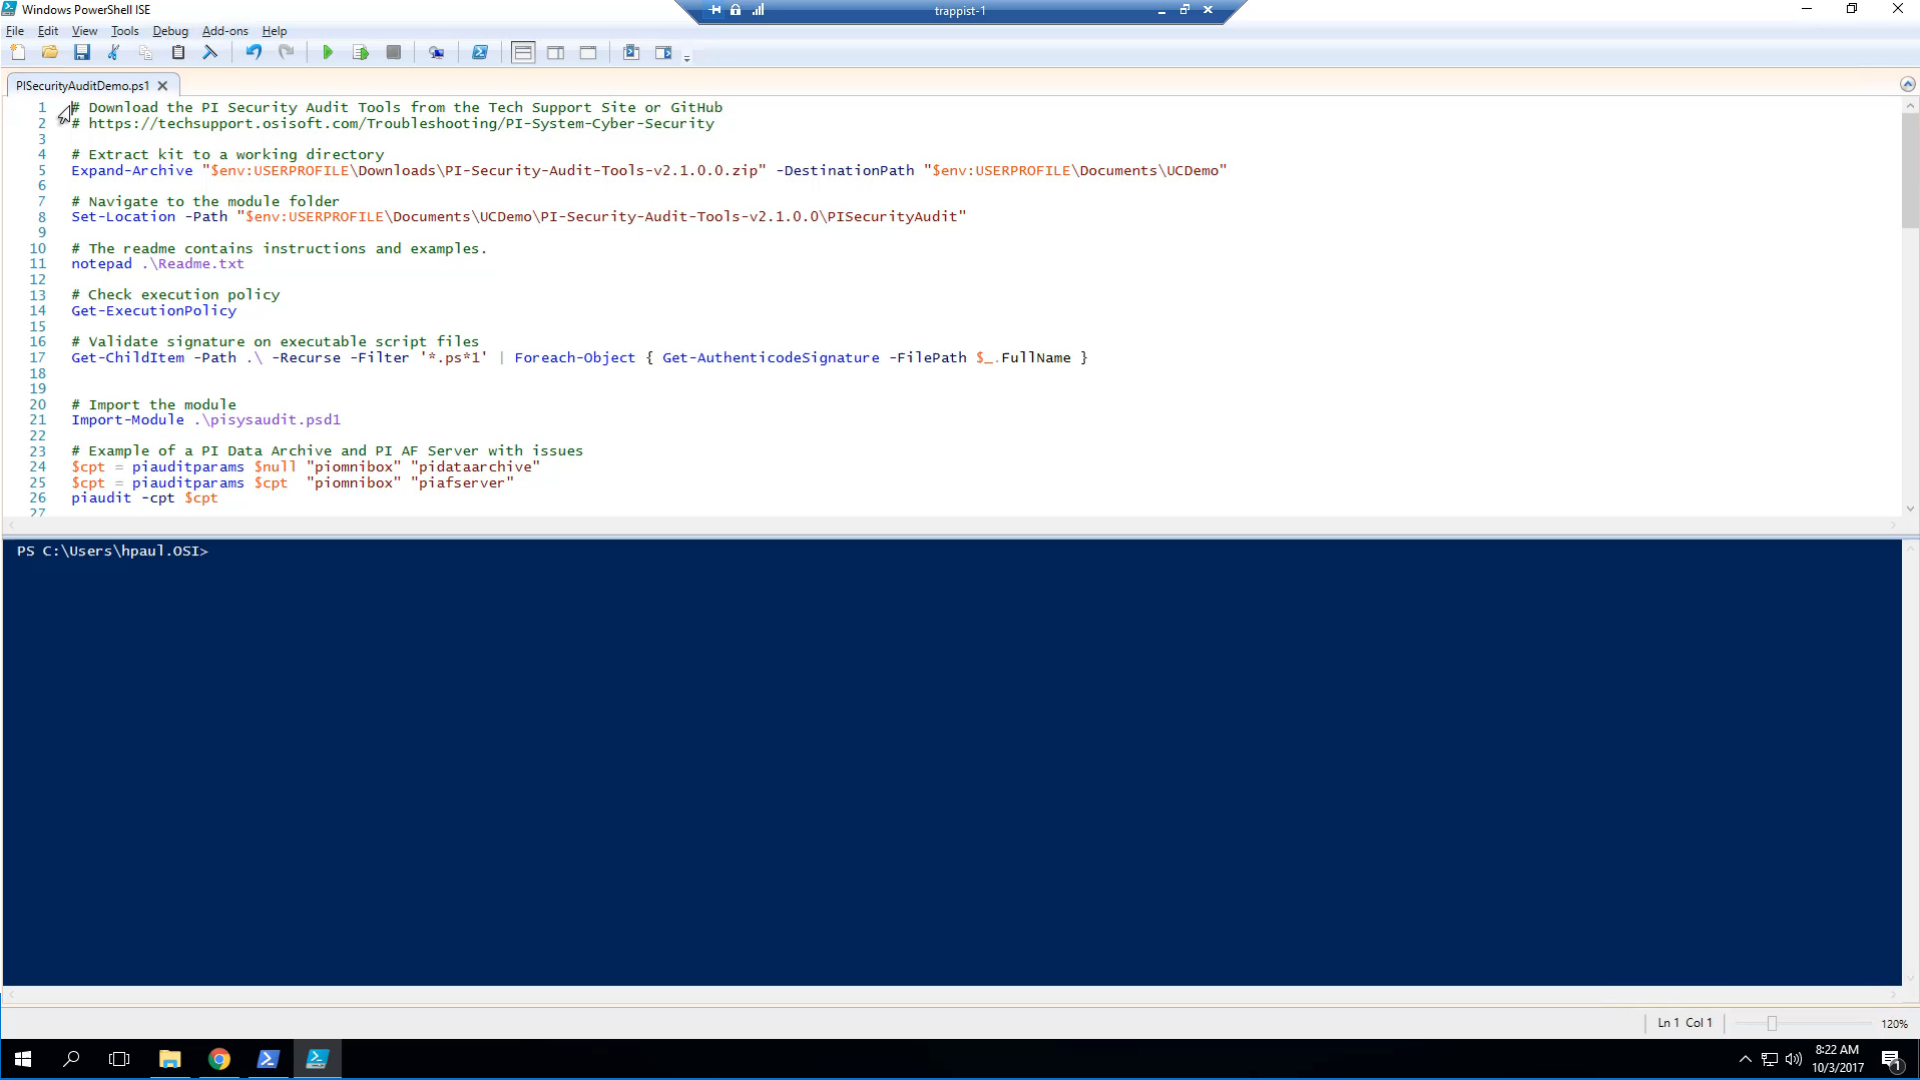 Windows PowerShell ISE
trappist-1
File Edit View Tools Debug Add-ons Help
PISecurityAuditDemo.ps1
1 # Download the PI Security Audit Tools from the Tech Support Site or GitHub
2 # https://techsupport.osisoft.com/Troubleshooting/PI-System-Cyber-Security
3
4 # Extract kit to a working directory
5 Expand-Archive "$env:USERPROFILE\Downloads\PI-Security-Audit-Tools-v2.1.0.0.zip" -DestinationPath "$env:USERPROFILE\Documents\UCDemo"
6
7 # Navigate to the module folder
8 Set-Location -Path "$env:USERPROFILE\Documents\UCDemo\PI-Security-Audit-Tools-v2.1.0.0\PISecurityAudit"
9
10 # The readme contains instructions and examples.
11 notepad .\Readme.txt
12
13 # Check execution policy
14 Get-ExecutionPolicy
15
16 # Validate signature on executable script files
17 Get-ChildItem -Path .\ -Recurse -Filter '*.ps*1' | Foreach-Object { Get-AuthenticodeSignature -FilePath $_.FullName }
18
19
20 # Import the module
21 Import-Module .\pisysaudit.psd1
22
23 # Example of a PI Data Archive and PI AF Server with issues
24 $cpt = piauditparams $null "piomnibox" "pidataarchive"
25 $cpt = piauditparams $cpt "piomnibox" "piafserver"
26 piaudit -cpt $cpt
27
PS C:\Users\hpaul.OSI>
Ln 1 Col 1
120%
8:22 AM
10/3/2017
1